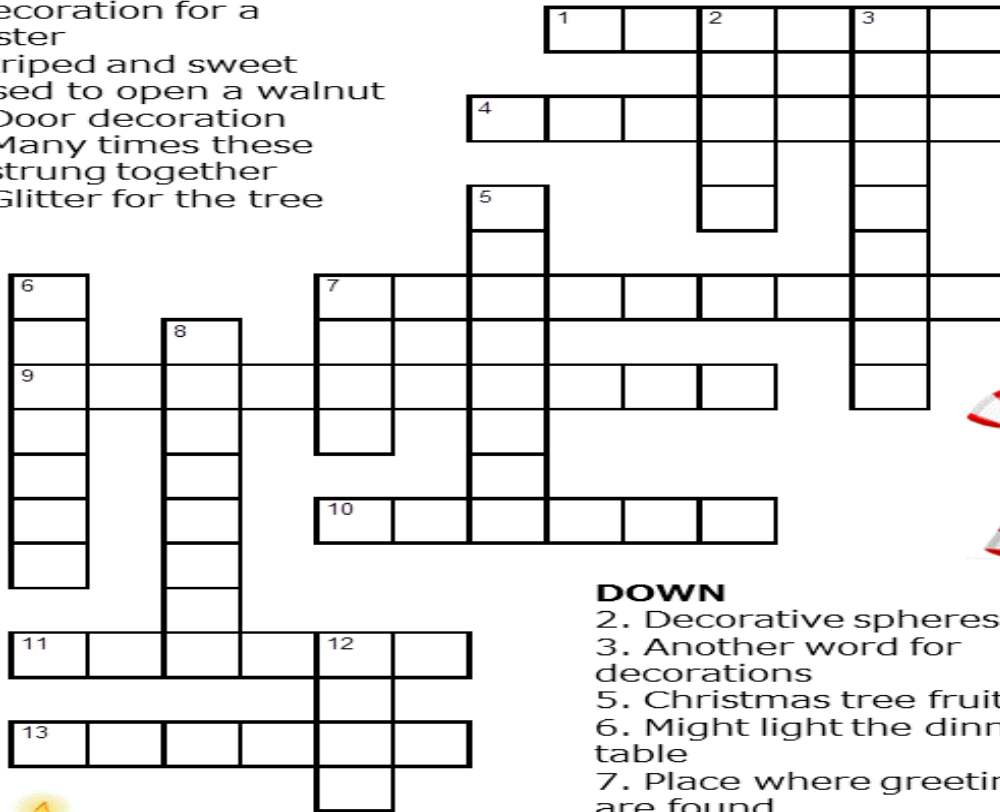 ecoration for a
ster
riped and sweet
sed to open a walnut
Door decoration
Many times these
strung together
Glitter for the tree
1 2 3
4
5
6 7
8
9
10
11 12
13
DOWN
2. Decorative spheres
3. Another word for
decorations
5. Christmas tree fruit
6. Might light the dinn
table
7. Place where greetin
are found